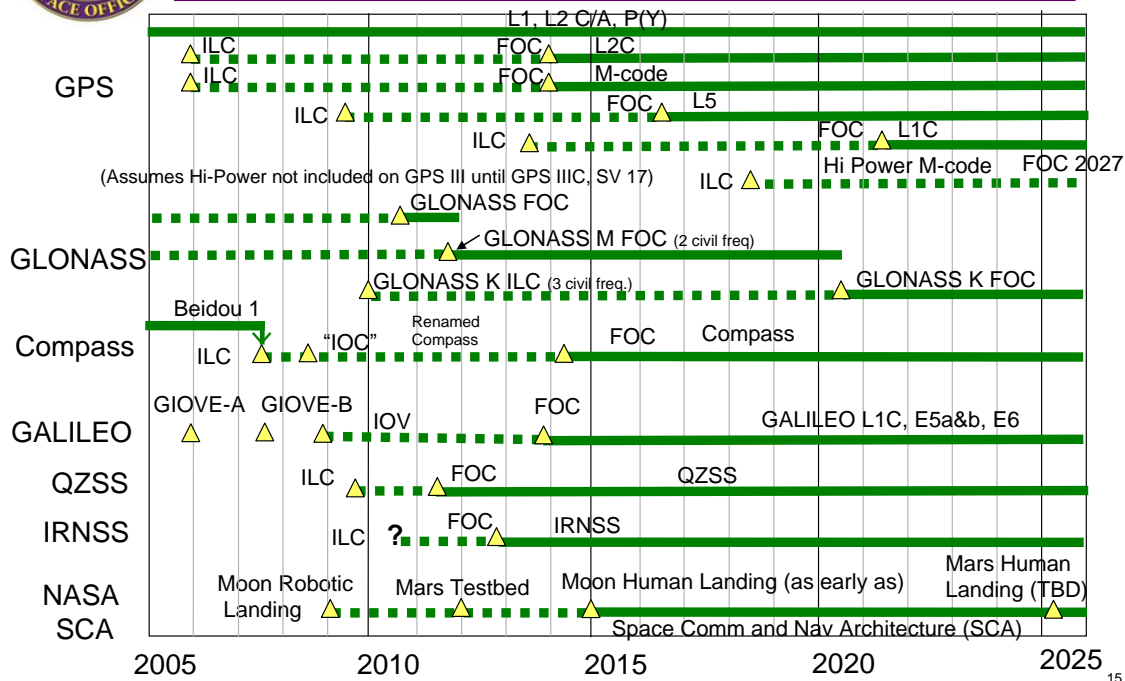 ACE OFFIC
L1, L2 C/A, P(Y)
ILC FOC L2C
ILC FOC M-code
GPS
ILC FOC L5
ILC FOC L1C
Hi Power M-code FOC 2027
(Assumes Hi-Power not included on GPS III until GPS IIIC, SV 17) ILC
GLONASS FOC
GLONASS M FOC (2 civil freq)
GLONASS
GLONASS K ILC (3 civil freq.) GLONASS K FOC
Beidou 1
Renamed
Compass
Compass ILC "IOC" FOC Compass
GIOVE-A GIOVE-B FOC
GALILEO IOV GALILEO L1C, E5a&b, E6
QZSS ILC FOC QZSS
IRNSS ILC ? FOC IRNSS
Mars Human
Landing (TBD)
Moon Robotic
Landing
Mars Testbed
Moon Human Landing (as early as)
NASA
SCA
Space Comm and Nav Architecture (SCA)
2005 2010 2015 2020 2025
15